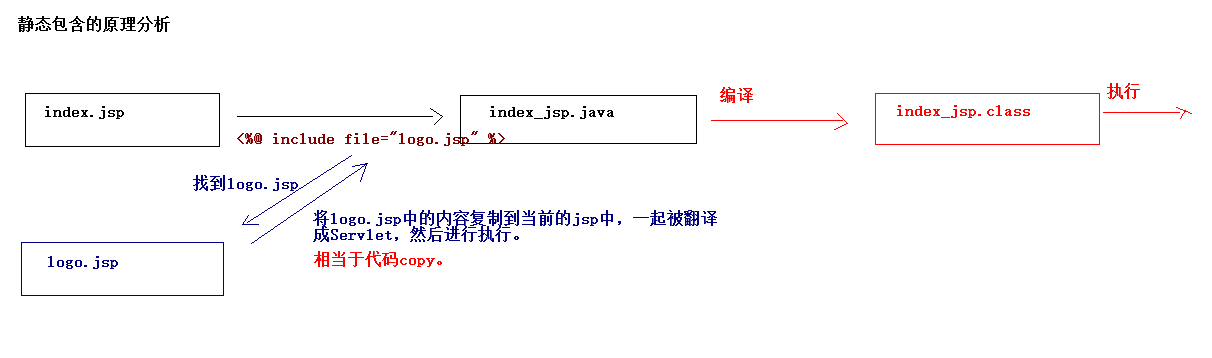 静态包含的原理分析
index.jsp
index_jsp.java
编译
index_jsp.class
执行
<%@ include file="logo.jsp" %>
找到logo.jsp
将logo.jsp中的内容复制到当前的jsp中，一起被翻译
成Servlet，然后进行执行。
相当于代码copy。
logo.jsp